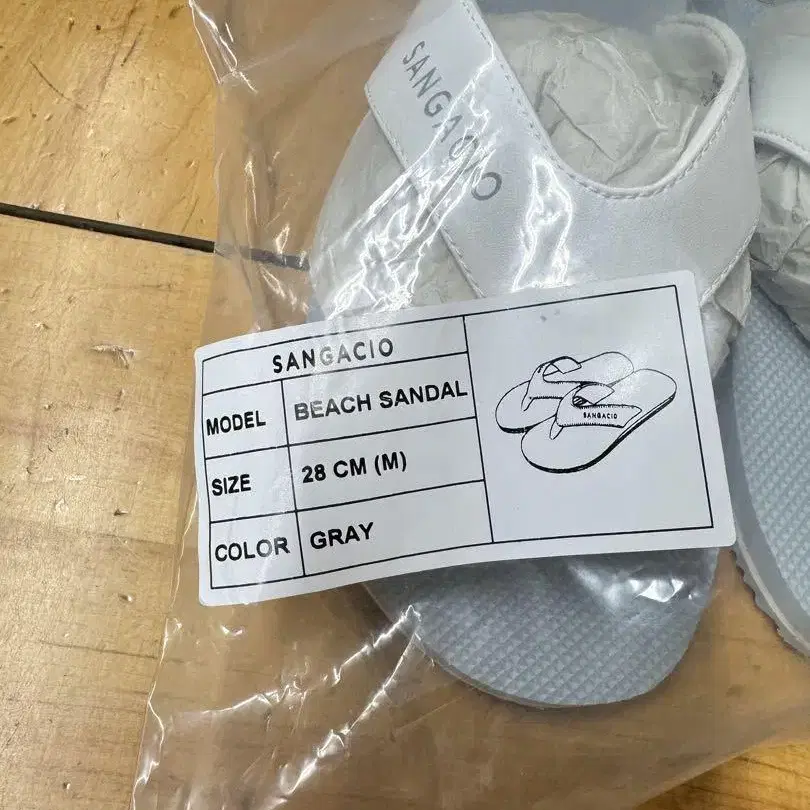 SANGACIO
SANGACIO
MODEL BEACH SANDAL
SIZE 28 CM (M)
COLOR GRAY
SANGACIO